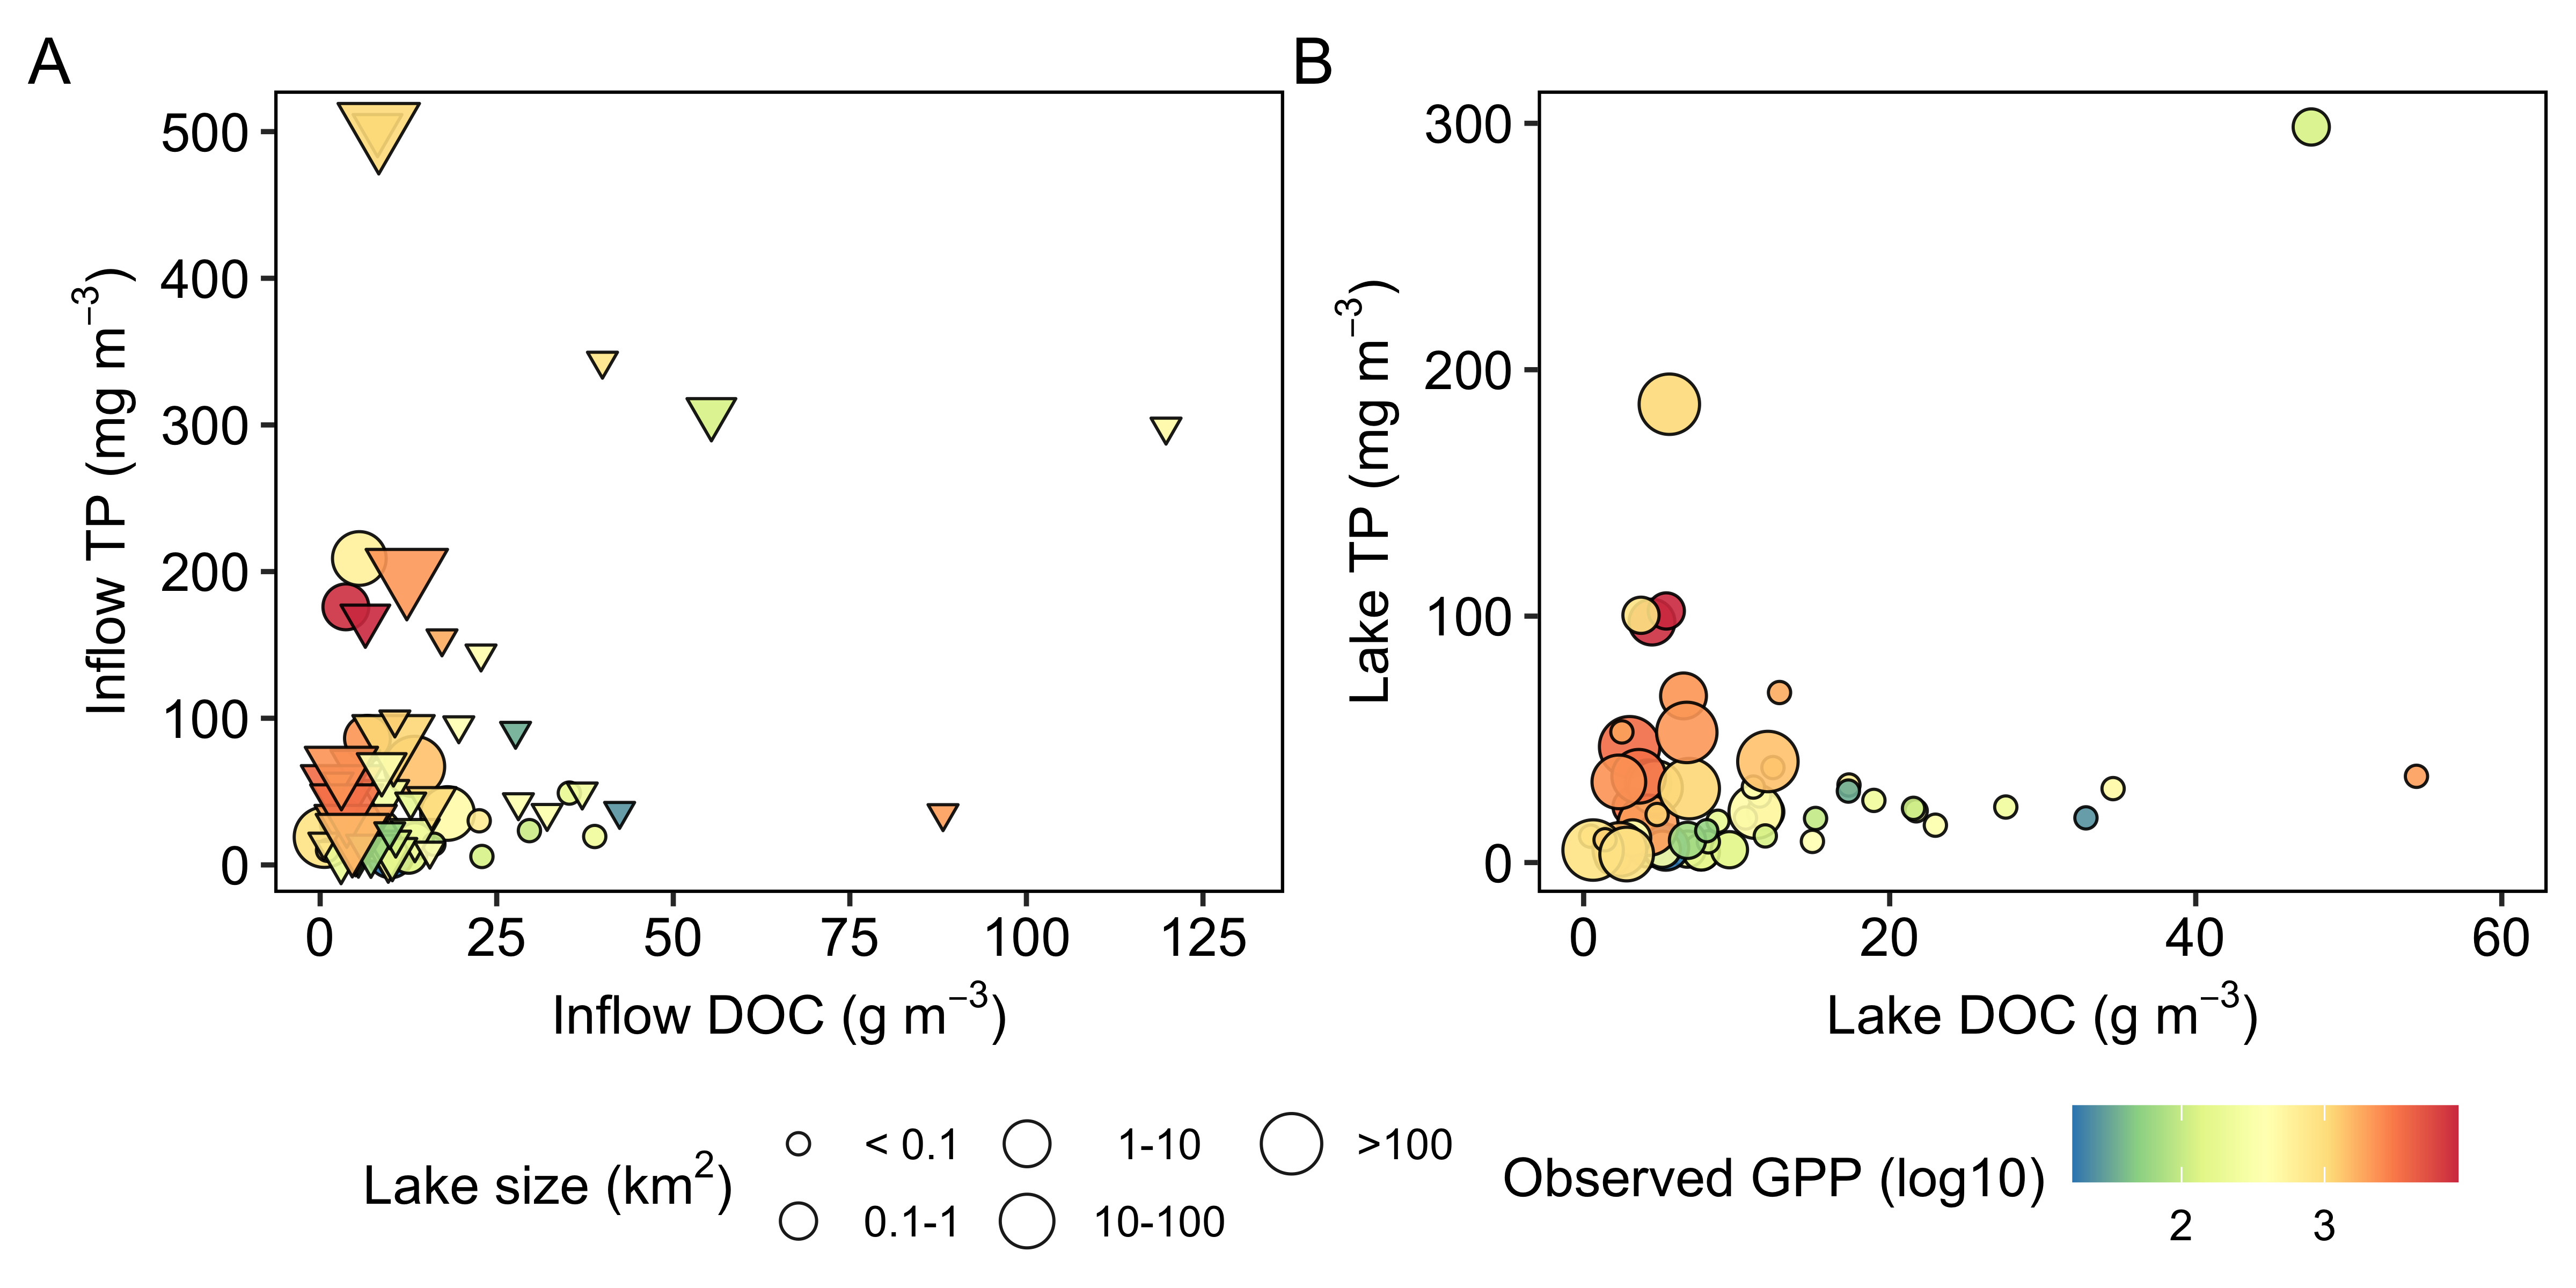 A
B
Inflow TP (mg m⁻³)
500
400
300
200
100
0
0 25 50 75 100 125
Inflow DOC (g m⁻³)
Lake TP (mg m⁻³)
300
200
100
0
0 20 40 60
Lake DOC (g m⁻³)
Lake size (km²)
< 0.1
0.1-1
1-10
10-100
>100
Observed GPP (log10)
2 3